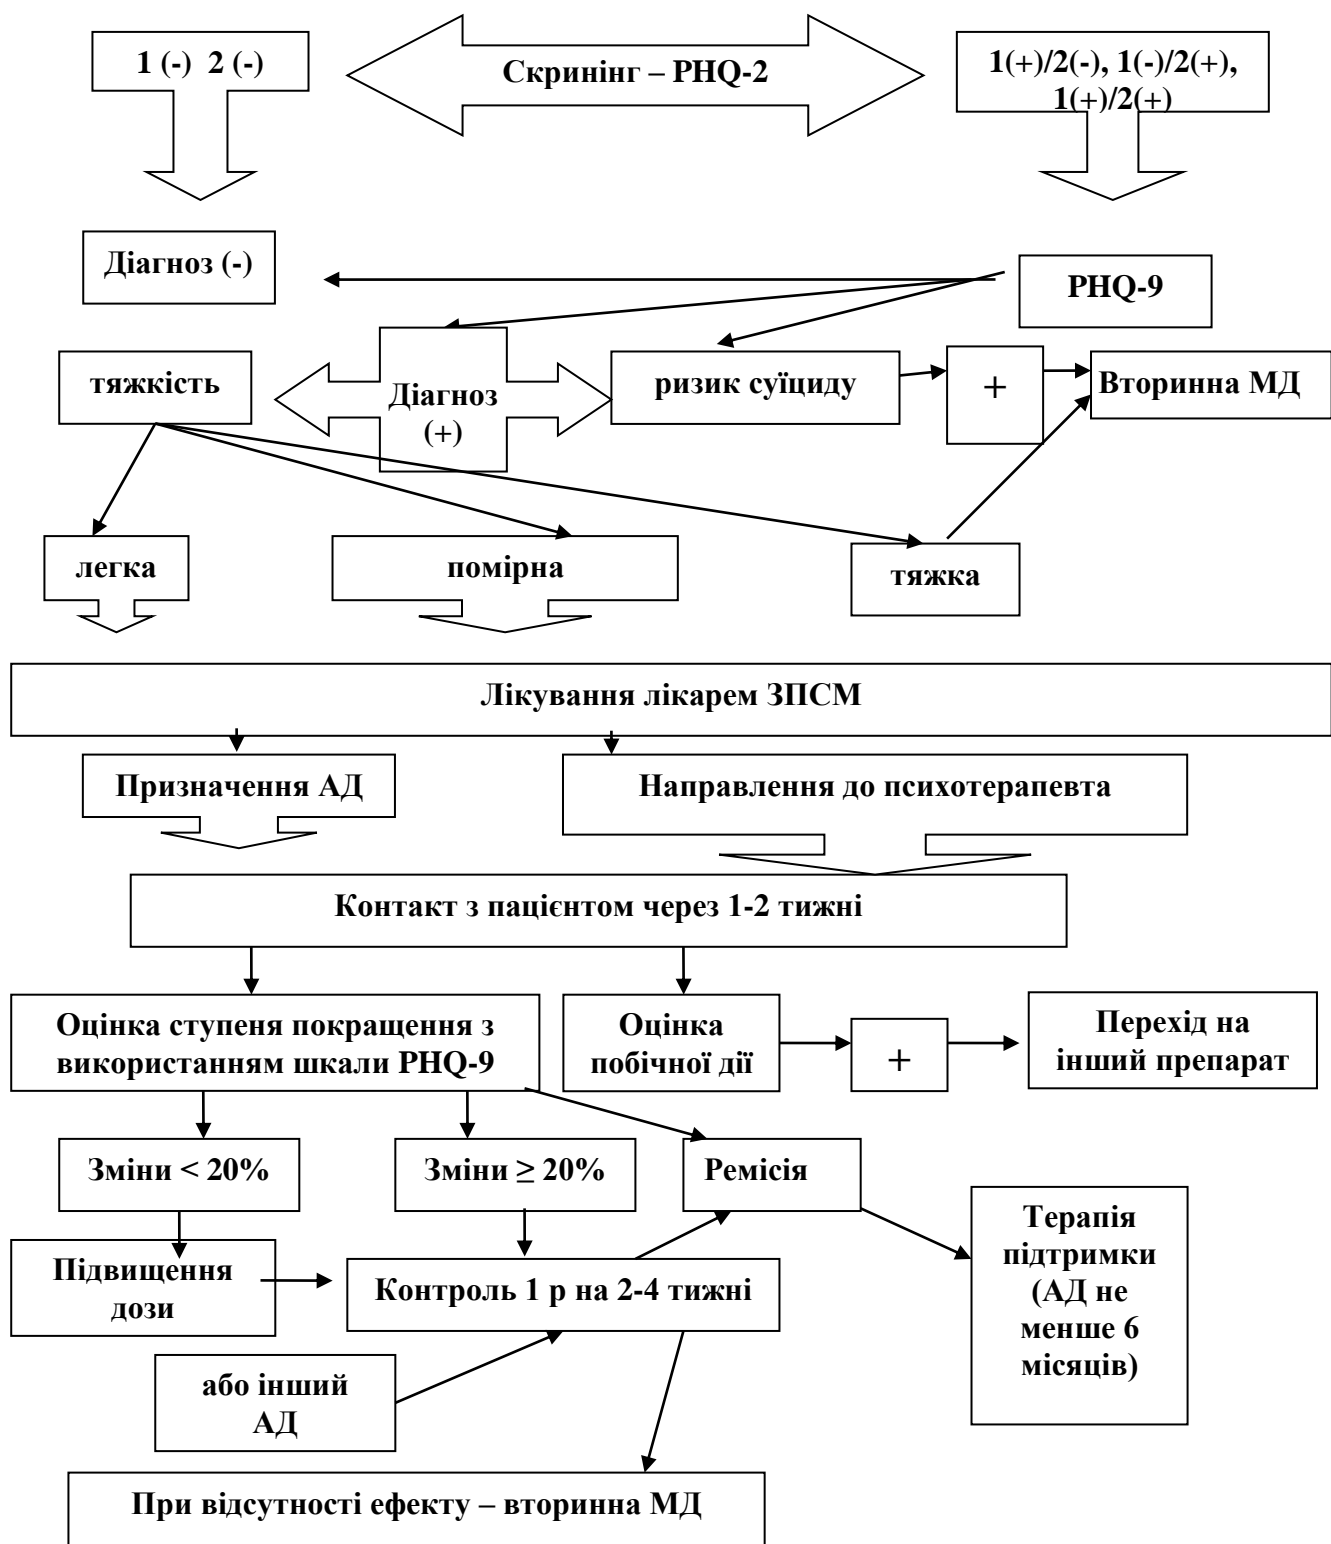 1 (-)  2 (-)
Скринінг – PHQ-2
1(+)/2(-), 1(-)/2(+),
1(+)/2(+)
Діагноз (-)
PHQ-9
тяжкість
Діагноз
(+)
ризик суїциду
+
Вторинна МД
легка
помірна
тяжка
Лікування лікарем ЗПСМ
Призначення АД
Направлення до психотерапевта
Контакт з пацієнтом через 1-2 тижні
Оцінка ступеня покращення з
використанням шкали PHQ-9
Оцінка
побічної дії
+
Перехід на
інший препарат
Зміни < 20%
Зміни ≥ 20%
Ремісія
Терапія
підтримки
(АД не
менше 6
місяців)
Підвищення
дози
Контроль 1 р на 2-4 тижні
або інший
АД
При відсутності ефекту – вторинна МД